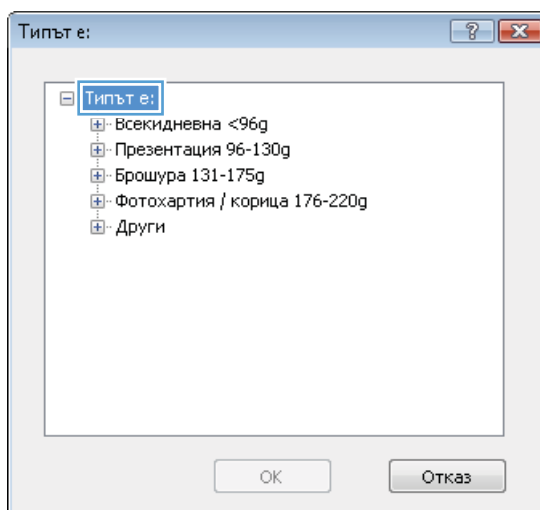 Типът е:
Типът е:
Всекидневна <96g
Презентация 96-130g
Брошура 131-175g
Фотохартия / корица 176-220g
Други
OK Отказ